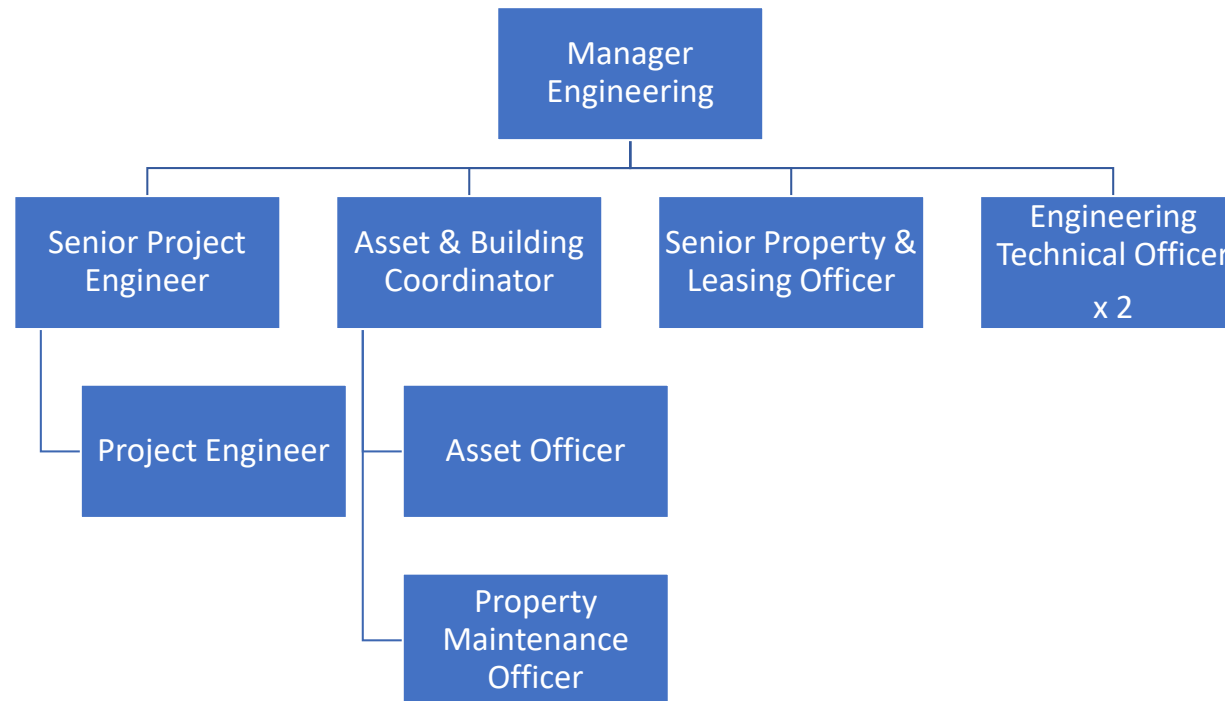 Manager
Engineering
Senior Project
Engineer
Asset & Building
Coordinator
Senior Property &
Leasing Officer
Engineering
Technical Officer
x 2
Project Engineer
Asset Officer
Property
Maintenance
Officer